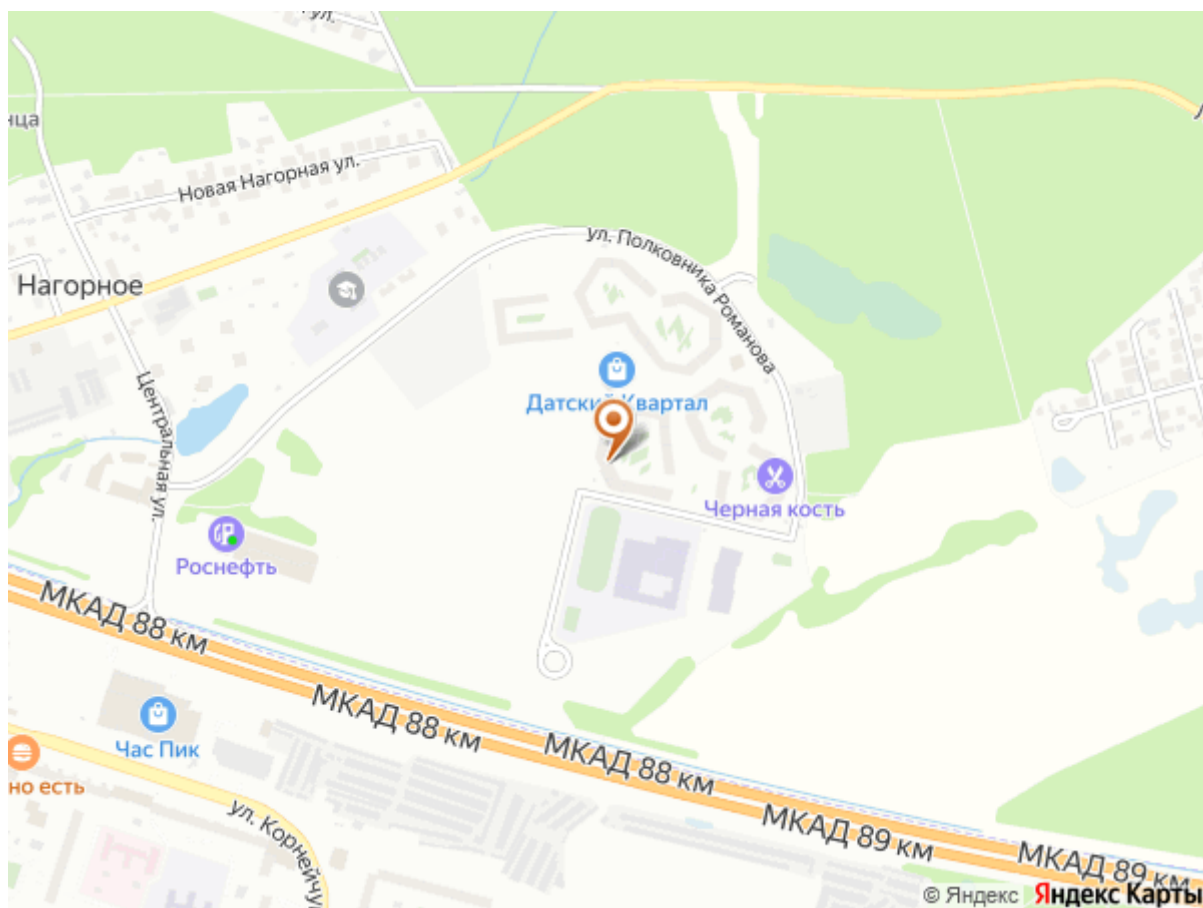 ул.
нца
Новая Нагорная ул.
ул. Полковника Романова
Нагорное
Центральная ул.
Датский Квартал
Черная кость
Роснефть
МКАД 88 км
МКАД 88 км
МКАД 88 км
Час Пик
но есть
ул. Корнейчу
МКАД 89 км
МКАД 89 км
© Яндекс Яндекс Карты